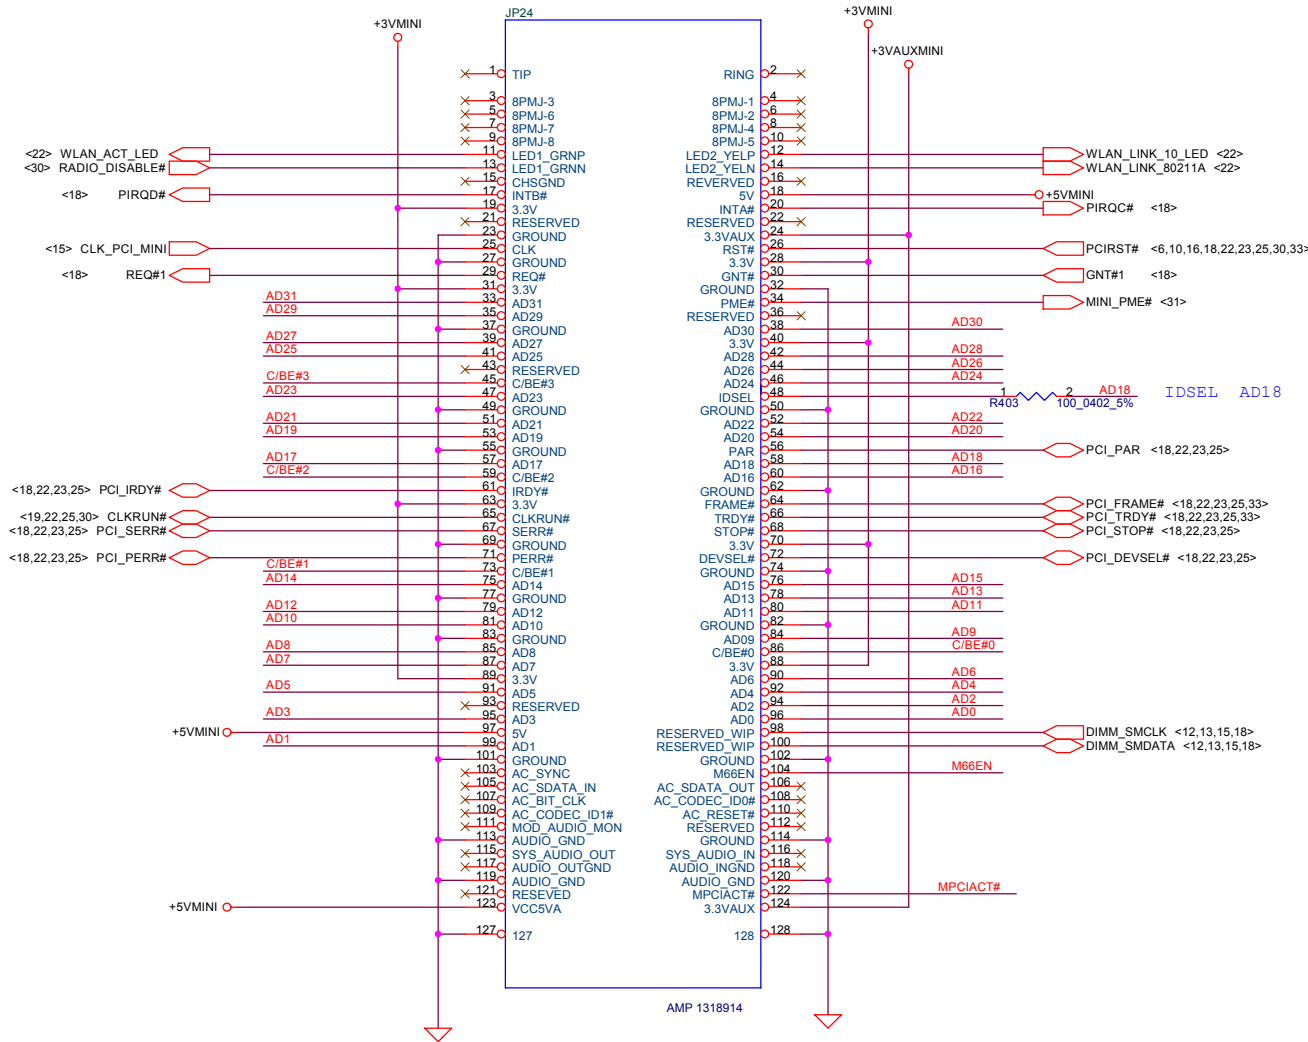 JP24
+3VMINI +3VMINI
+3VAUXMINI
1 TIP RING 2
3 8PMJ-3 8PMJ-1 4
5 8PMJ-6 8PMJ-2 6
7 8PMJ-7 8PMJ-4 8
9 8PMJ-8 8PMJ-5 10
<22> WLAN_ACT_LED 11 LED1_GRNP LED2_YELP 12 WLAN_LINK_10_LED <22>
<30> RADIO_DISABLE# 13 LED1_GRNN LED2_YELN 14 WLAN_LINK_80211A <22>
15 CHSGND REVERVED 16
<18> PIRQD# 17 INTB# 5V 18 +5VMINI
19 3.3V INTA# 20 PIRQC# <18>
21 RESERVED RESERVED 22
23 GROUND 3.3VAUX 24
<15> CLK_PCI_MINI 25 CLK RST# 26 PCIRST# <6,10,16,18,22,23,25,30,33>
27 GROUND 3.3V 28
<18> REQ#1 29 REQ# GNT# 30 GNT#1 <18>
31 3.3V GROUND 32
AD31 33 AD31 PME# 34 MINI_PME# <31>
AD29 35 AD29 RESERVED 36
37 GROUND AD30 38 AD30
AD27 39 AD27 3.3V 40
AD25 41 AD25 AD28 42 AD28
43 RESERVED AD26 44 AD26
C/BE#3 45 C/BE#3 AD24 46 AD24
AD23 47 AD23 IDSEL 48 1 R403 2 100_0402_5% AD18 IDSEL AD18
49 GROUND GROUND 50
AD21 51 AD21 AD22 52 AD22
AD19 53 AD19 AD20 54 AD20
55 GROUND PAR 56 PCI_PAR <18,22,23,25>
AD17 57 AD17 AD18 58 AD18
C/BE#2 59 C/BE#2 AD16 60 AD16
<18,22,23,25> PCI_IRDY# 61 IRDY# GROUND 62
63 3.3V FRAME# 64 PCI_FRAME# <18,22,23,25,33>
<19,22,25,30> CLKRUN# 65 CLKRUN# TRDY# 66 PCI_TRDY# <18,22,23,25,33>
<18,22,23,25> PCI_SERR# 67 SERR# STOP# 68 PCI_STOP# <18,22,23,25>
69 GROUND 3.3V 70
<18,22,23,25> PCI_PERR# 71 PERR# DEVSEL# 72 PCI_DEVSEL# <18,22,23,25>
C/BE#1 73 C/BE#1 GROUND 74
AD14 75 AD14 AD15 76 AD15
77 GROUND AD13 78 AD13
AD12 79 AD12 AD11 80 AD11
AD10 81 AD10 GROUND 82
83 GROUND AD09 84 AD9
AD8 85 AD8 C/BE#0 86 C/BE#0
AD7 87 AD7 3.3V 88
89 3.3V AD6 90 AD6
AD5 91 AD5 AD4 92 AD4
93 RESERVED AD2 94 AD2
AD3 95 AD3 AD0 96 AD0
+5VMINI 97 5V RESERVED_WIP 98 DIMM_SMCLK <12,13,15,18>
AD1 99 AD1 RESERVED_WIP 100 DIMM_SMDATA <12,13,15,18>
101 GROUND GROUND 102
103 AC_SYNC M66EN 104 M66EN
105 AC_SDATA_IN AC_SDATA_OUT 106
107 AC_BIT_CLK AC_CODEC_ID0# 108
109 AC_CODEC_ID1# AC_RESET# 110
111 MOD_AUDIO_MON RESERVED 112
113 AUDIO_GND GROUND 114
115 SYS_AUDIO_OUT SYS_AUDIO_IN 116
117 AUDIO_OUTGND AUDIO_INGND 118
119 AUDIO_GND AUDIO_GND 120
121 RESEVED MPCIACT# 122 MPCIACT#
+5VMINI 123 VCC5VA 3.3VAUX 124
127 127 128 128
AMP 1318914